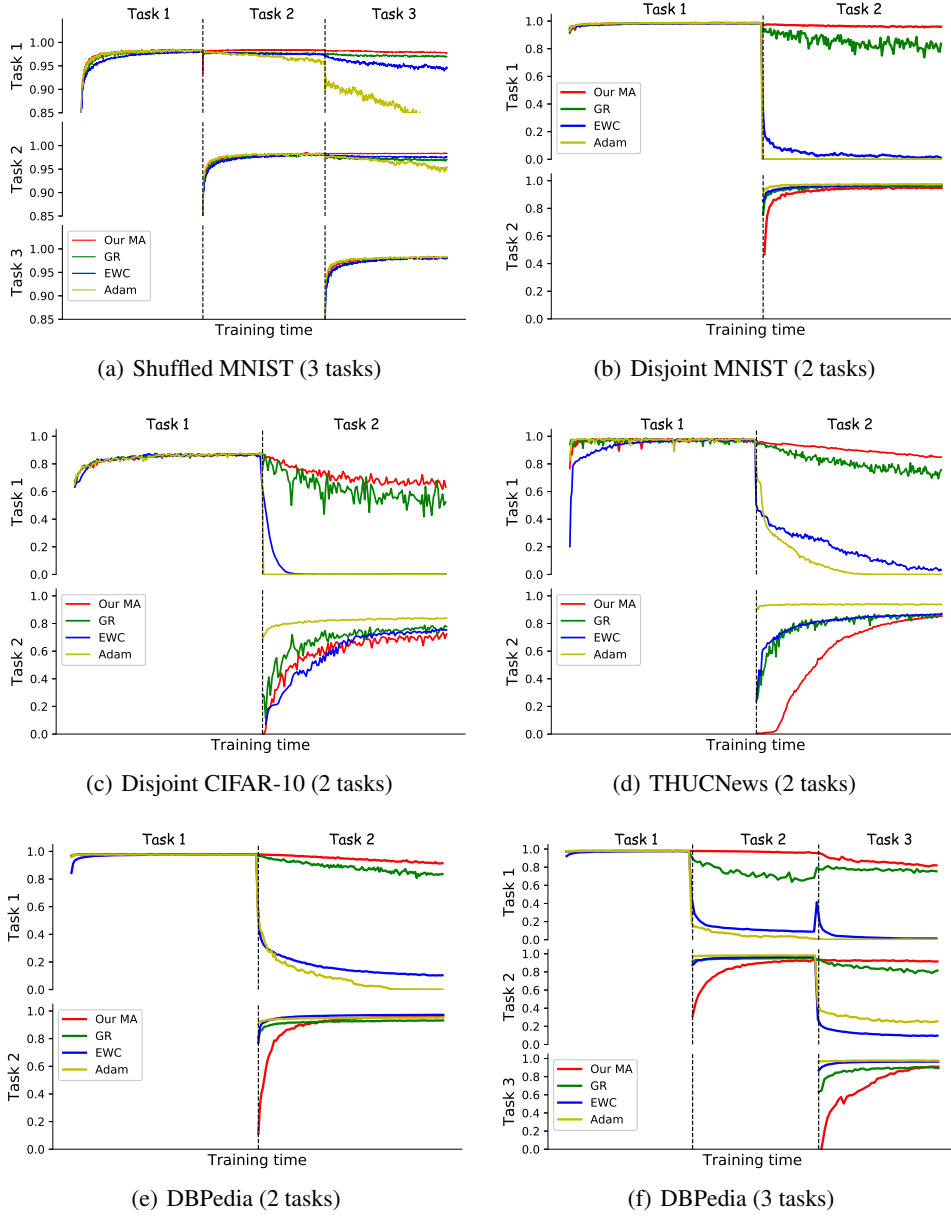 Task 1 Task 2 Task 3
Task 1
1.00
0.95
0.90
0.85
Task 2
1.00
0.95
0.90
0.85
Task 3
1.00
0.95
0.90
0.85
Our MA
GR
EWC
Adam
Training time
(a) Shuffled MNIST (3 tasks)
Task 1 Task 2
Task 1
1.0
0.8
0.6
0.4
0.2
0.0
Our MA
GR
EWC
Adam
Task 2
1.0
0.8
0.6
0.4
0.2
0.0
Training time
(b) Disjoint MNIST (2 tasks)
Task 1 Task 2
Task 1
1.0
0.8
0.6
0.4
0.2
0.0
Task 2
1.0
0.8
0.6
0.4
0.2
0.0
Our MA
GR
EWC
Adam
Training time
(c) Disjoint CIFAR-10 (2 tasks)
Task 1 Task 2
Task 1
1.0
0.8
0.6
0.4
0.2
0.0
Task 2
1.0
0.8
0.6
0.4
0.2
0.0
Our MA
GR
EWC
Adam
Training time
(d) THUCNews (2 tasks)
Task 1 Task 2
Task 1
1.0
0.8
0.6
0.4
0.2
0.0
Task 2
1.0
0.8
0.6
0.4
0.2
0.0
Our MA
GR
EWC
Adam
Training time
(e) DBPedia (2 tasks)
Task 1 Task 2 Task 3
Task 1
1.0
0.8
0.6
0.4
0.2
0.0
Task 2
1.0
0.8
0.6
0.4
0.2
0.0
Task 3
1.0
0.8
0.6
0.4
0.2
0.0
Our MA
GR
EWC
Adam
Training time
(f) DBPedia (3 tasks)